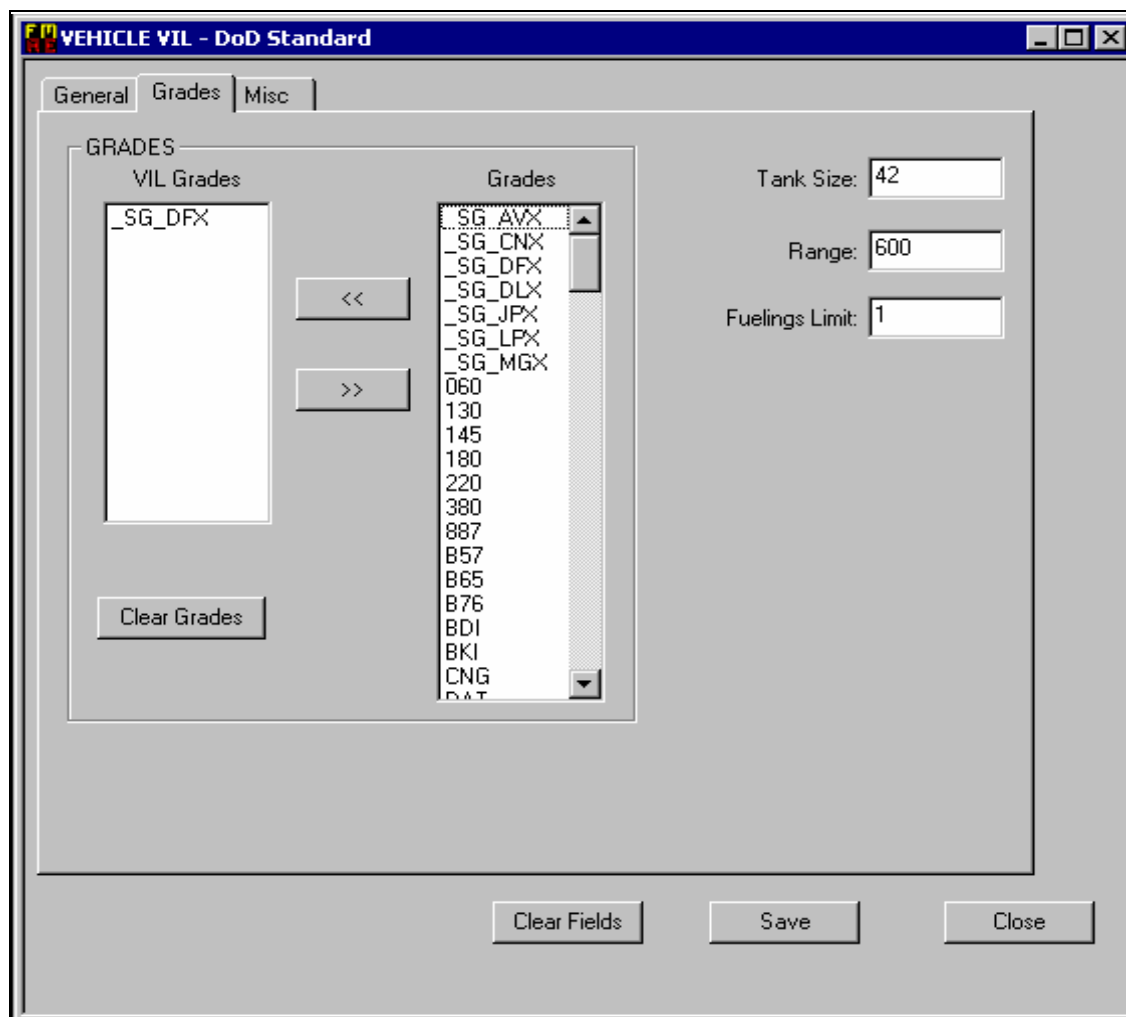 VEHICLE VIL - DoD Standard
General Grades Misc
GRADES
VIL Grades
_SG_DFX
<<
>>
Clear Grades
Grades
_SG_AVX
_SG_CNX
_SG_DFX
_SG_DLX
_SG_JPX
_SG_LPX
_SG_MGX
060
130
145
180
220
380
887
B57
B65
B76
BDI
BKI
CNG
Tank Size: 42
Range: 600
Fuelings Limit: 1
Clear Fields Save Close